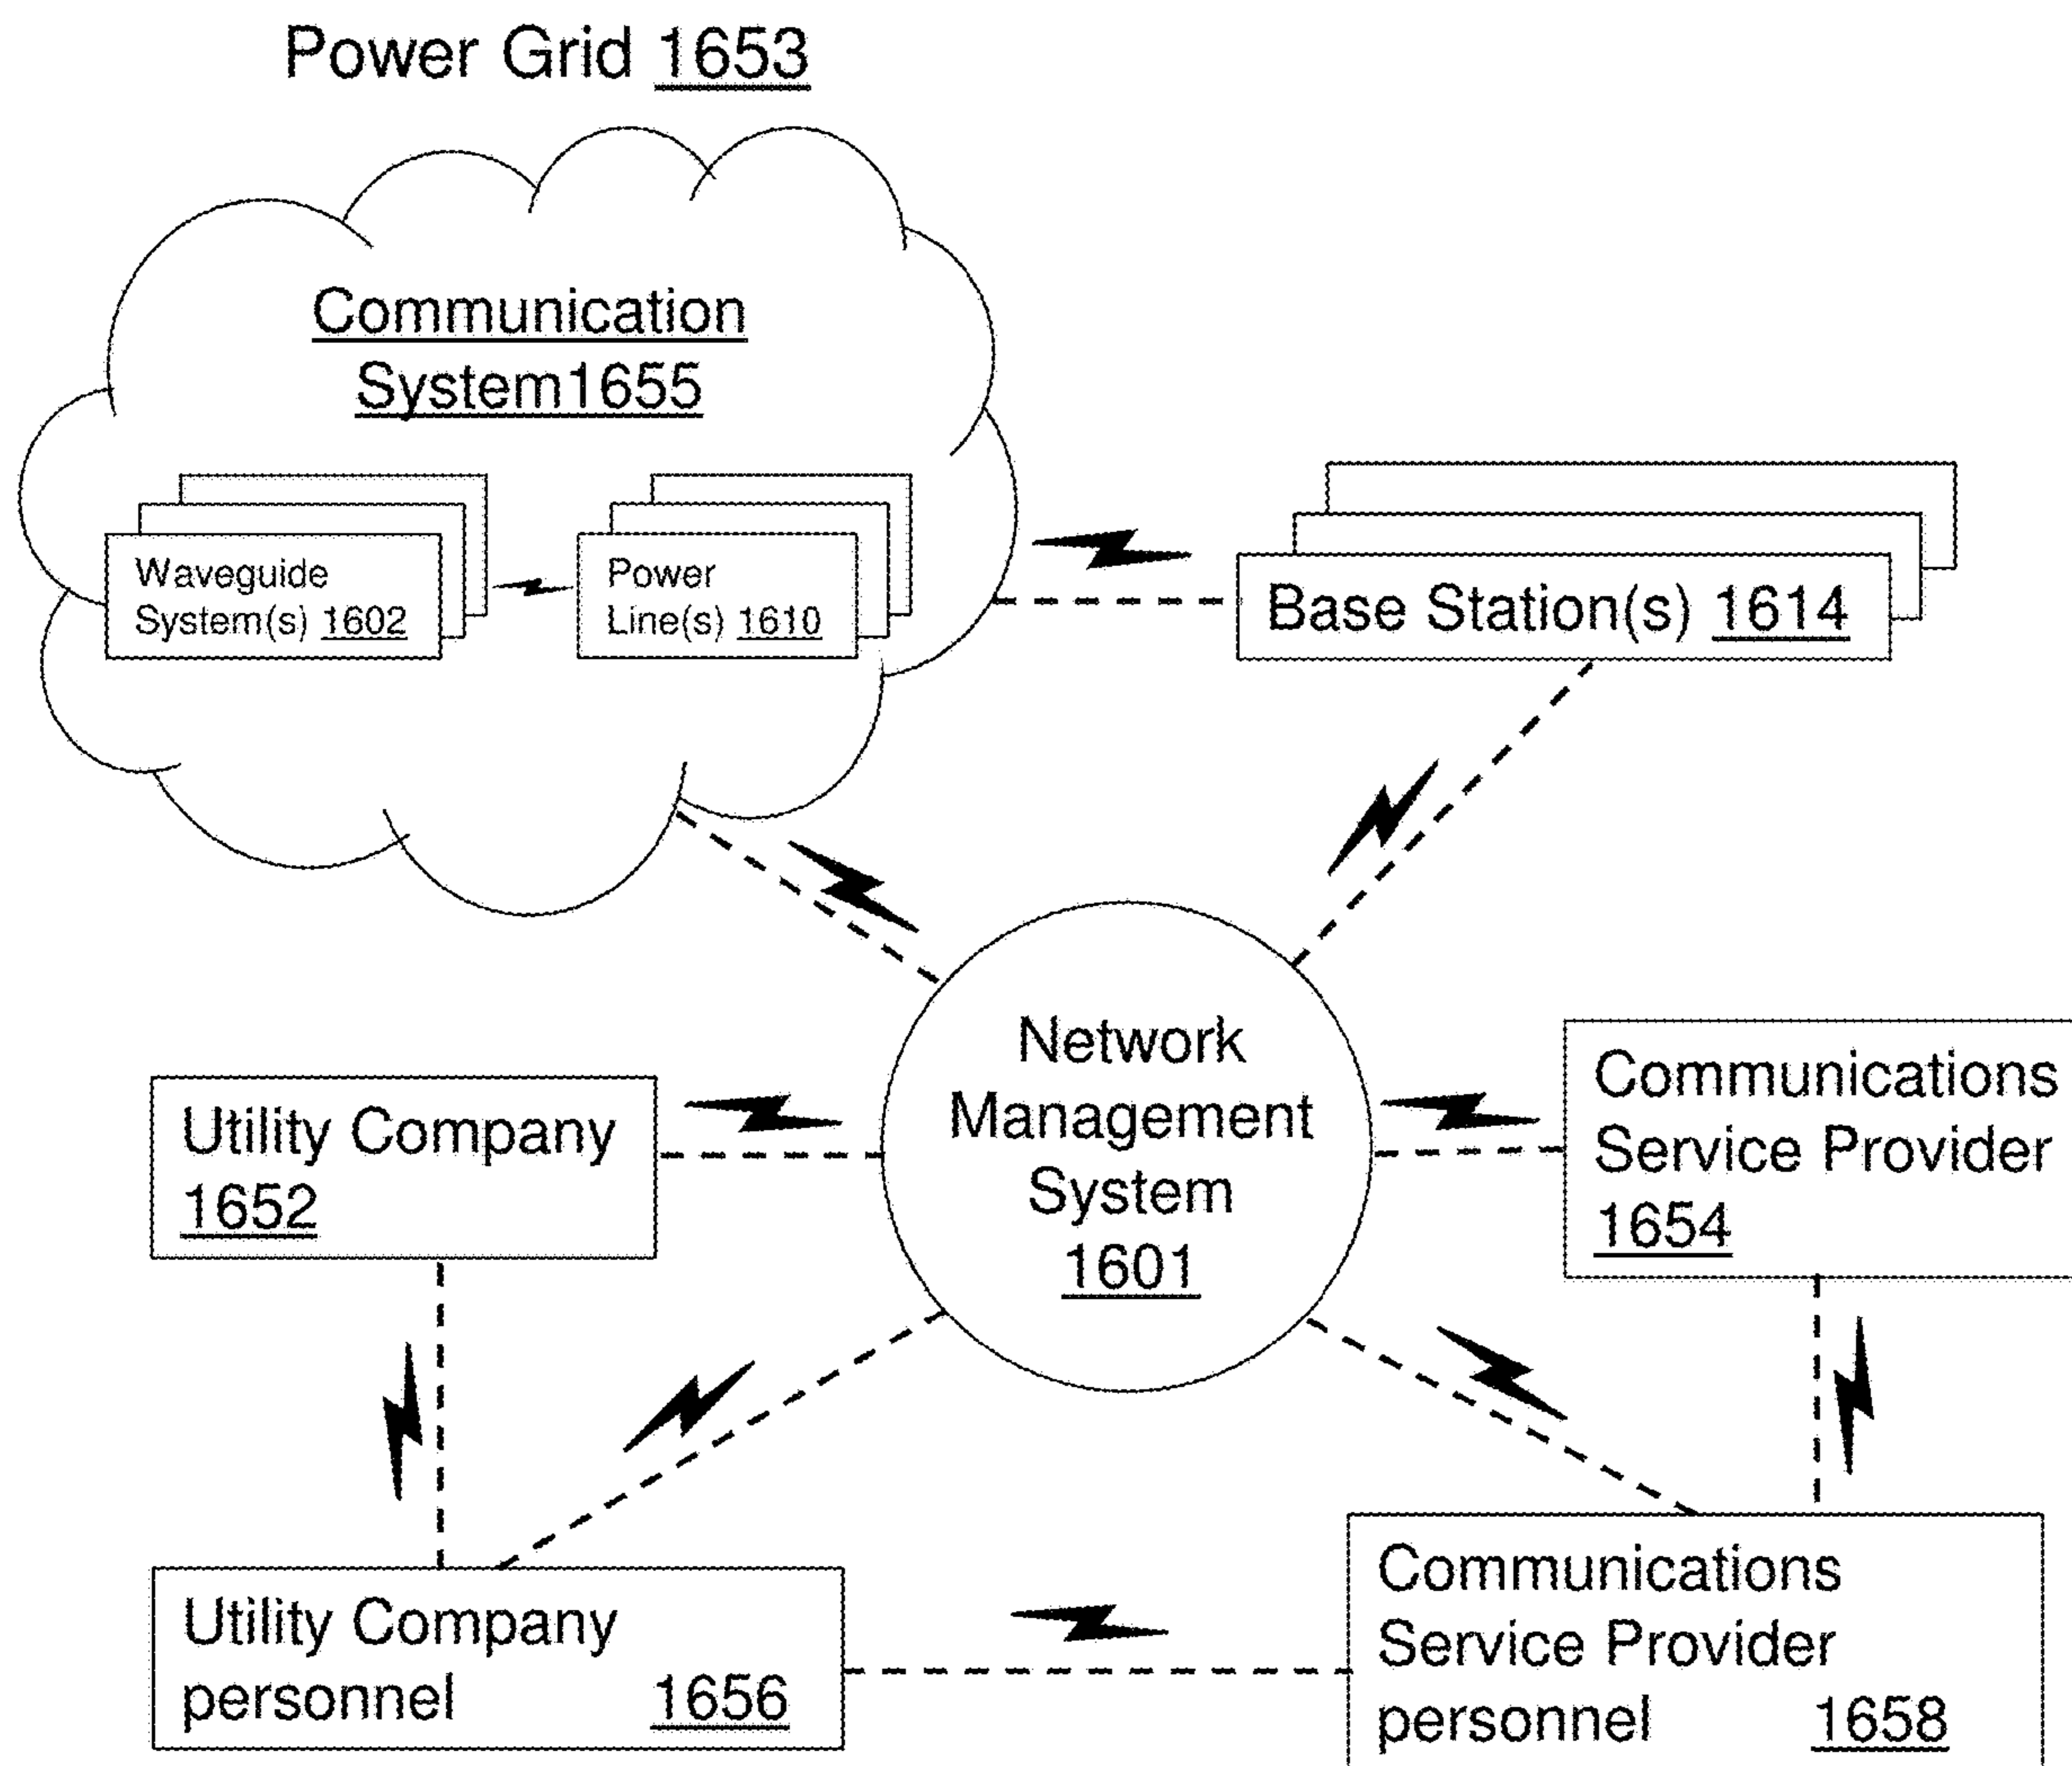 Power Grid 1653
Communication
System1655
Waveguide
System(s) 1602
Power
Line(s) 1610
Base Station(s) 1614
Network
Management
System
1601
Utility Company
1652
Communications
Service Provider
1654
Utility Company
personnel 1656
Communications
Service Provider
personnel 1658